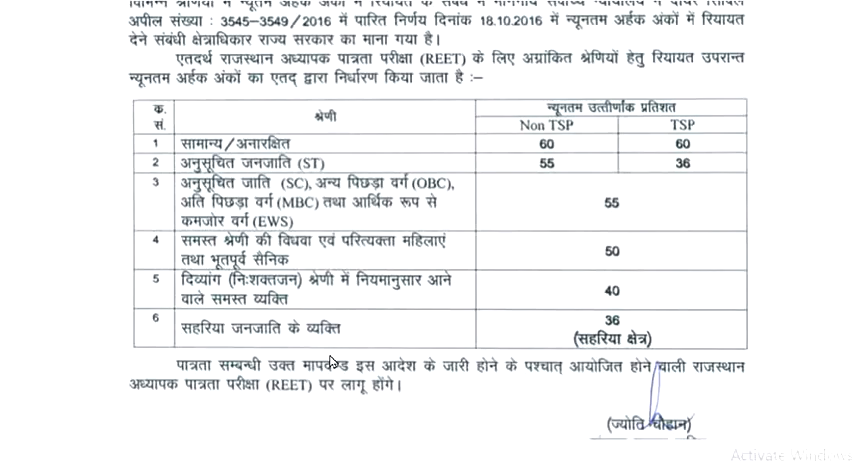 अपील संख्या : 3545-3549/2016 में पारित निर्णय दिनांक 18.10.2016 में न्यूनतम अर्हक अंकों में रियायत
देने संबंधी क्षेत्राधिकार राज्य सरकार का माना गया है।
एतदर्थ राजस्थान अध्यापक पात्रता परीक्षा (REET) के लिए अग्रांकित श्रेणियों हेतु रियायत उपरान्त
न्यूनतम अर्हक अंकों का एतद् द्वारा निर्धारण किया जाता है :–
क्र. सं. श्रेणी न्यूनतम उत्तीर्णांक प्रतिशत
Non TSP TSP
1 सामान्य/अनारक्षित 60 60
2 अनुसूचित जनजाति (ST) 55 36
3 अनुसूचित जाति (SC), अन्य पिछड़ा वर्ग (OBC),
अति पिछड़ा वर्ग (MBC) तथा आर्थिक रूप से 55
कमजोर वर्ग (EWS)
4 समस्त श्रेणी की विधवा एवं परित्यक्ता महिलाएं
तथा भूतपूर्व सैनिक 50
5 दिव्यांग (निःशक्तजन) श्रेणी में नियमानुसार आने
वाले समस्त व्यक्ति 40
6 सहरिया जनजाति के व्यक्ति 36
(सहरिया क्षेत्र)
पात्रता सम्बन्धी उक्त मापदण्ड इस आदेश के जारी होने के पश्चात् आयोजित होने वाली राजस्थान
अध्यापक पात्रता परीक्षा (REET) पर लागू होंगे।
(ज्योति चौहान)
Activate Windows